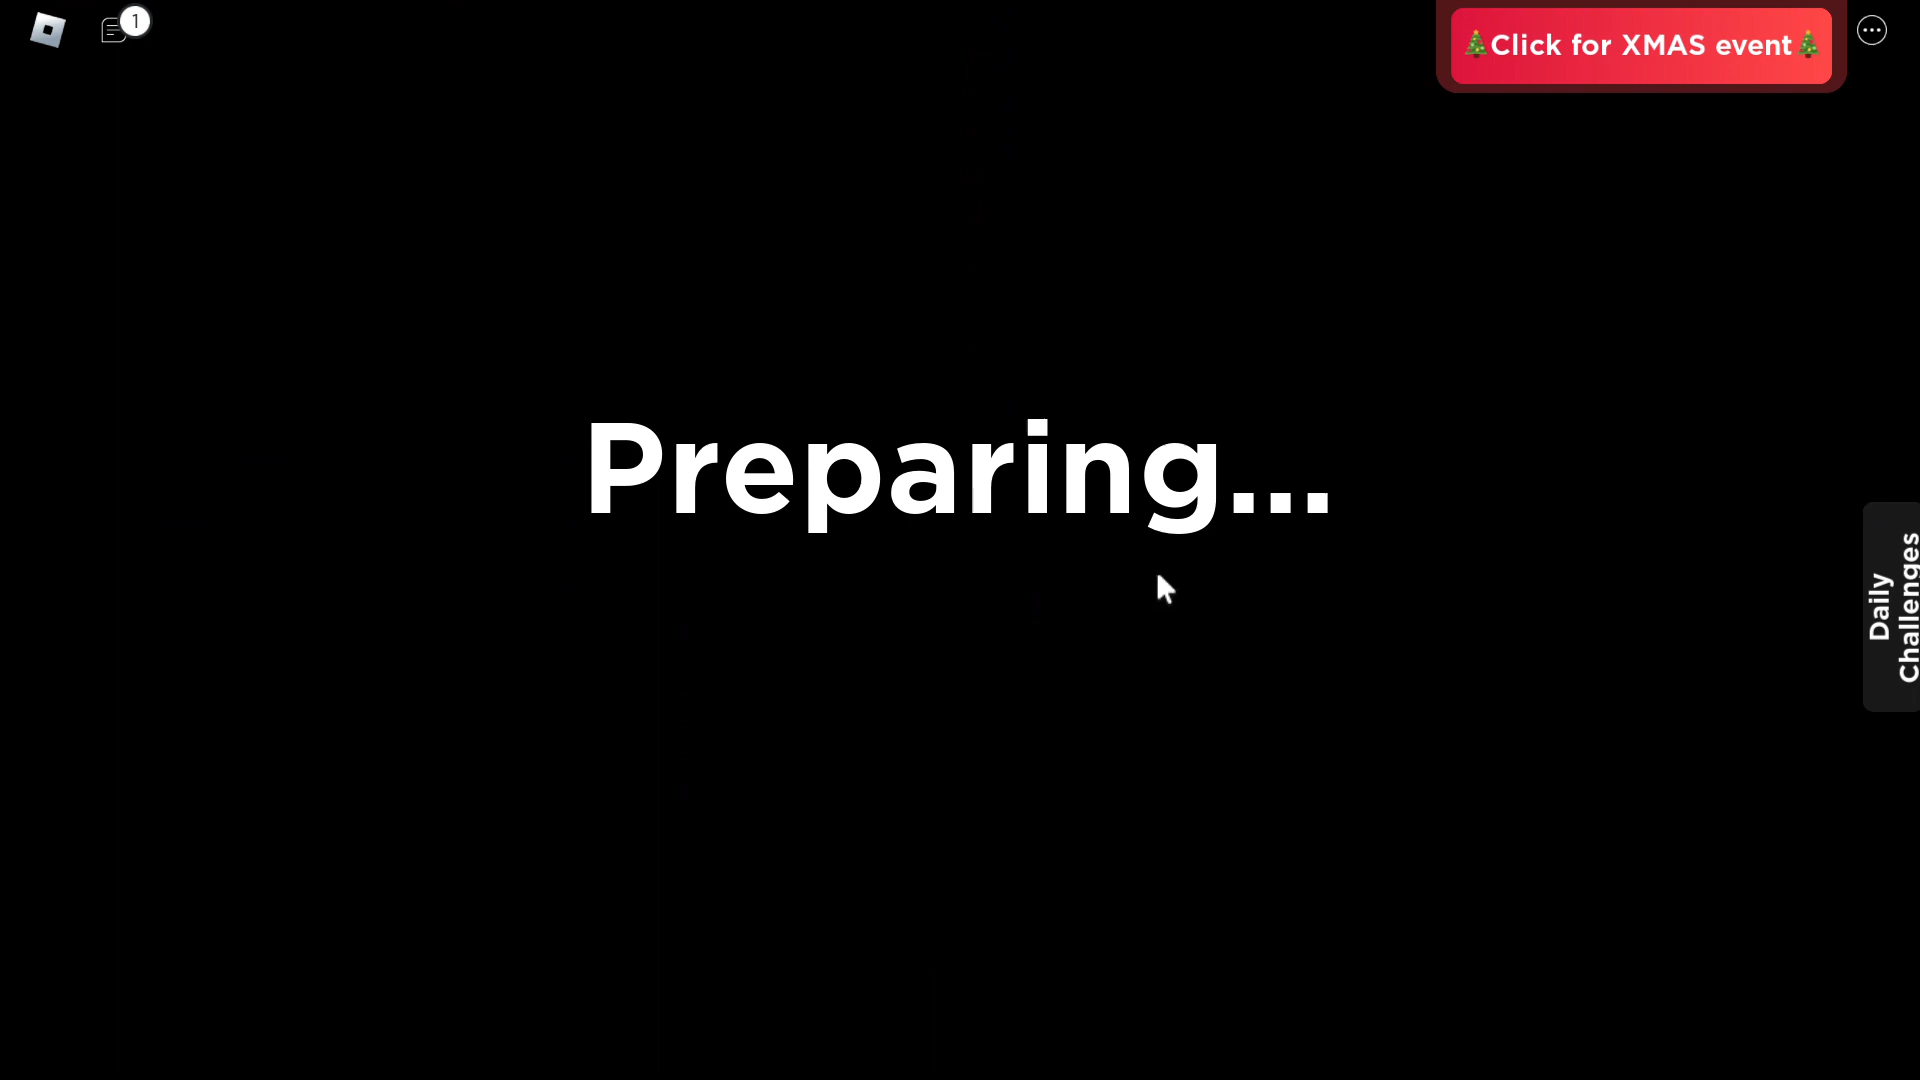 1
🎄Click for XMAS event🎄
Preparing...
Daily
Challenges